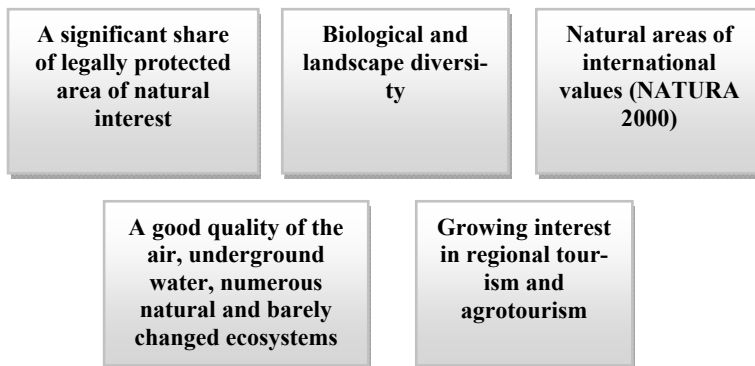 A significant share
of legally protected
area of natural
interest
Biological and
landscape diversi-
ty
Natural areas of
international
values (NATURA
2000)
A good quality of the
air, underground
water, numerous
natural and barely
changed ecosystems
Growing interest
in regional tour-
ism and
agrotourism